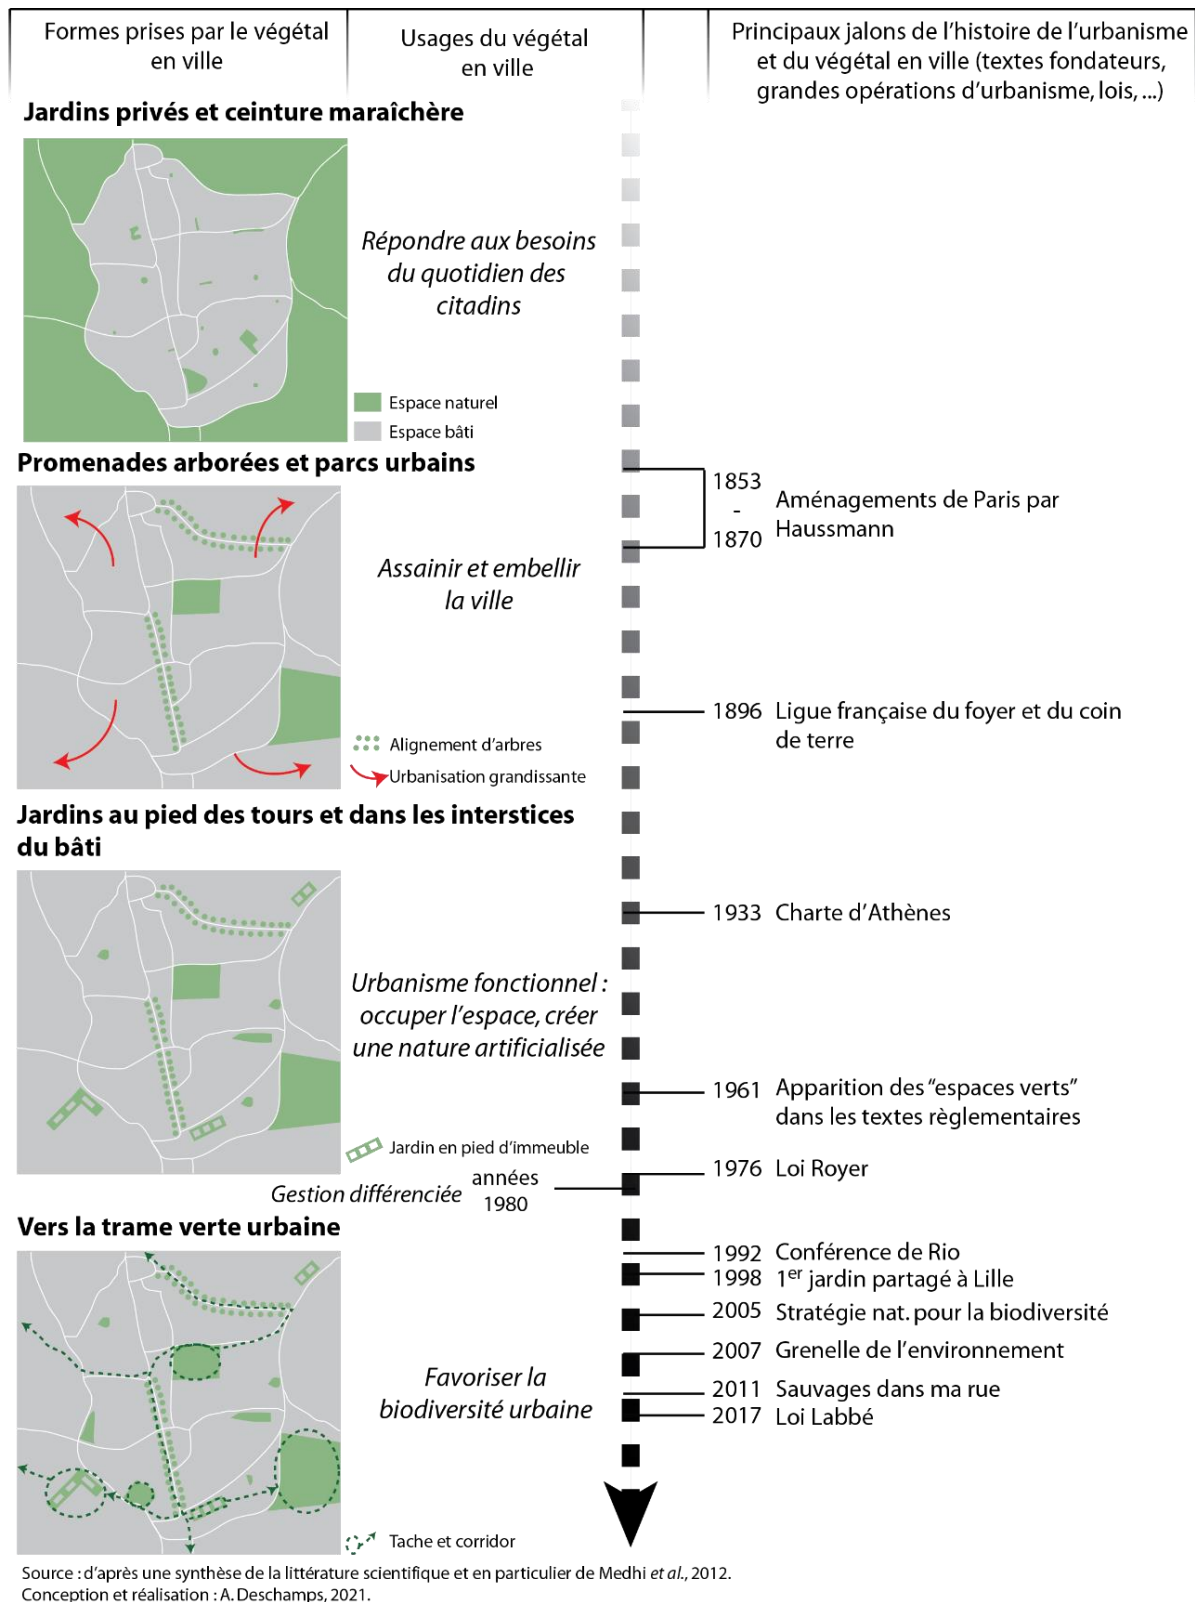 Formes prises par le végétal
en ville
Usages du végétal
en ville
Principaux jalons de l'histoire de l'urbanisme
et du végétal en ville (textes fondateurs,
grandes opérations d'urbanisme, lois, ...)
Jardins privés et ceinture maraîchère
Répondre aux besoins
du quotidien des
citadins
Espace naturel
Espace bâti
Promenades arborées et parcs urbains
1853
-
1870
Aménagements de Paris par
Haussmann
Assainir et embellir
la ville
1896 Ligue française du foyer et du coin
de terre
Alignement d'arbres
Urbanisation grandissante
Jardins au pied des tours et dans les interstices
du bâti
1933 Charte d'Athènes
Urbanisme fonctionnel :
occuper l'espace, créer
une nature artificialisée
1961 Apparition des "espaces verts"
dans les textes règlementaires
Jardin en pied d'immeuble
1976 Loi Royer
Gestion différenciée
années
1980
Vers la trame verte urbaine
1992 Conférence de Rio
1998 1er jardin partagé à Lille
2005 Stratégie nat. pour la biodiversité
2007 Grenelle de l'environnement
Favoriser la
biodiversité urbaine
2011 Sauvages dans ma rue
2017 Loi Labbé
Tache et corridor
Source : d'après une synthèse de la littérature scientifique et en particulier de Medhi et al., 2012.
Conception et réalisation : A. Deschamps, 2021.